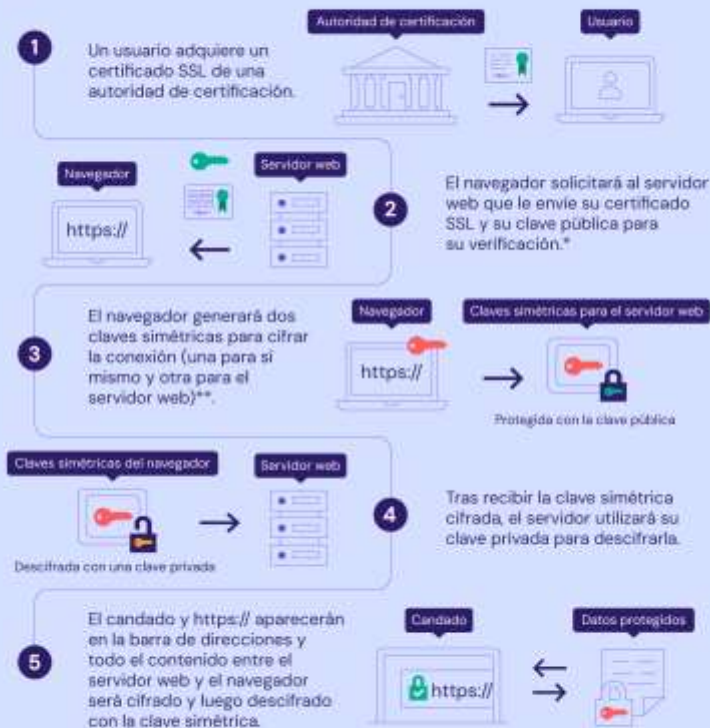 Autoridad de certificación
Usuario
1
Un usuario adquiere un
certificado SSL de una
autoridad de certificación.
Navegador
Servidor web
https://
2
El navegador solicitará al servidor
web que le envíe su certificado
SSL y su clave pública para
su verificación.*
3
El navegador generará dos
claves simétricas para cifrar
la conexión (una para sí
mismo y otra para el
servidor web)**.
Navegador
Claves simétricas para el servidor web
https://
Protegida con la clave pública
Claves simétricas del navegador
Servidor web
Descifrada con una clave privada
4
Tras recibir la clave simétrica
cifrada, el servidor utilizará su
clave privada para descifrarla.
5
El candado y https:// aparecerán
en la barra de direcciones y
todo el contenido entre el
servidor web y el navegador
será cifrado y luego descifrado
con la clave simétrica.
Candado
Datos protegidos
https://